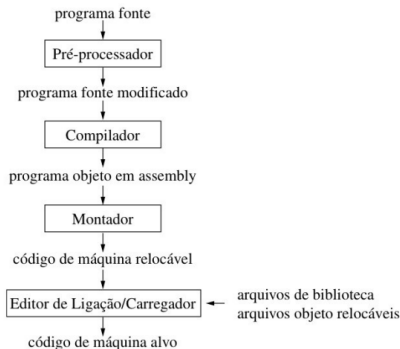 programa fonte
Pré-processador
programa fonte modificado
Compilador
programa objeto em assembly
Montador
código de máquina relocável
Editor de Ligação/Carregador
arquivos de biblioteca
arquivos objeto relocáveis
código de máquina alvo